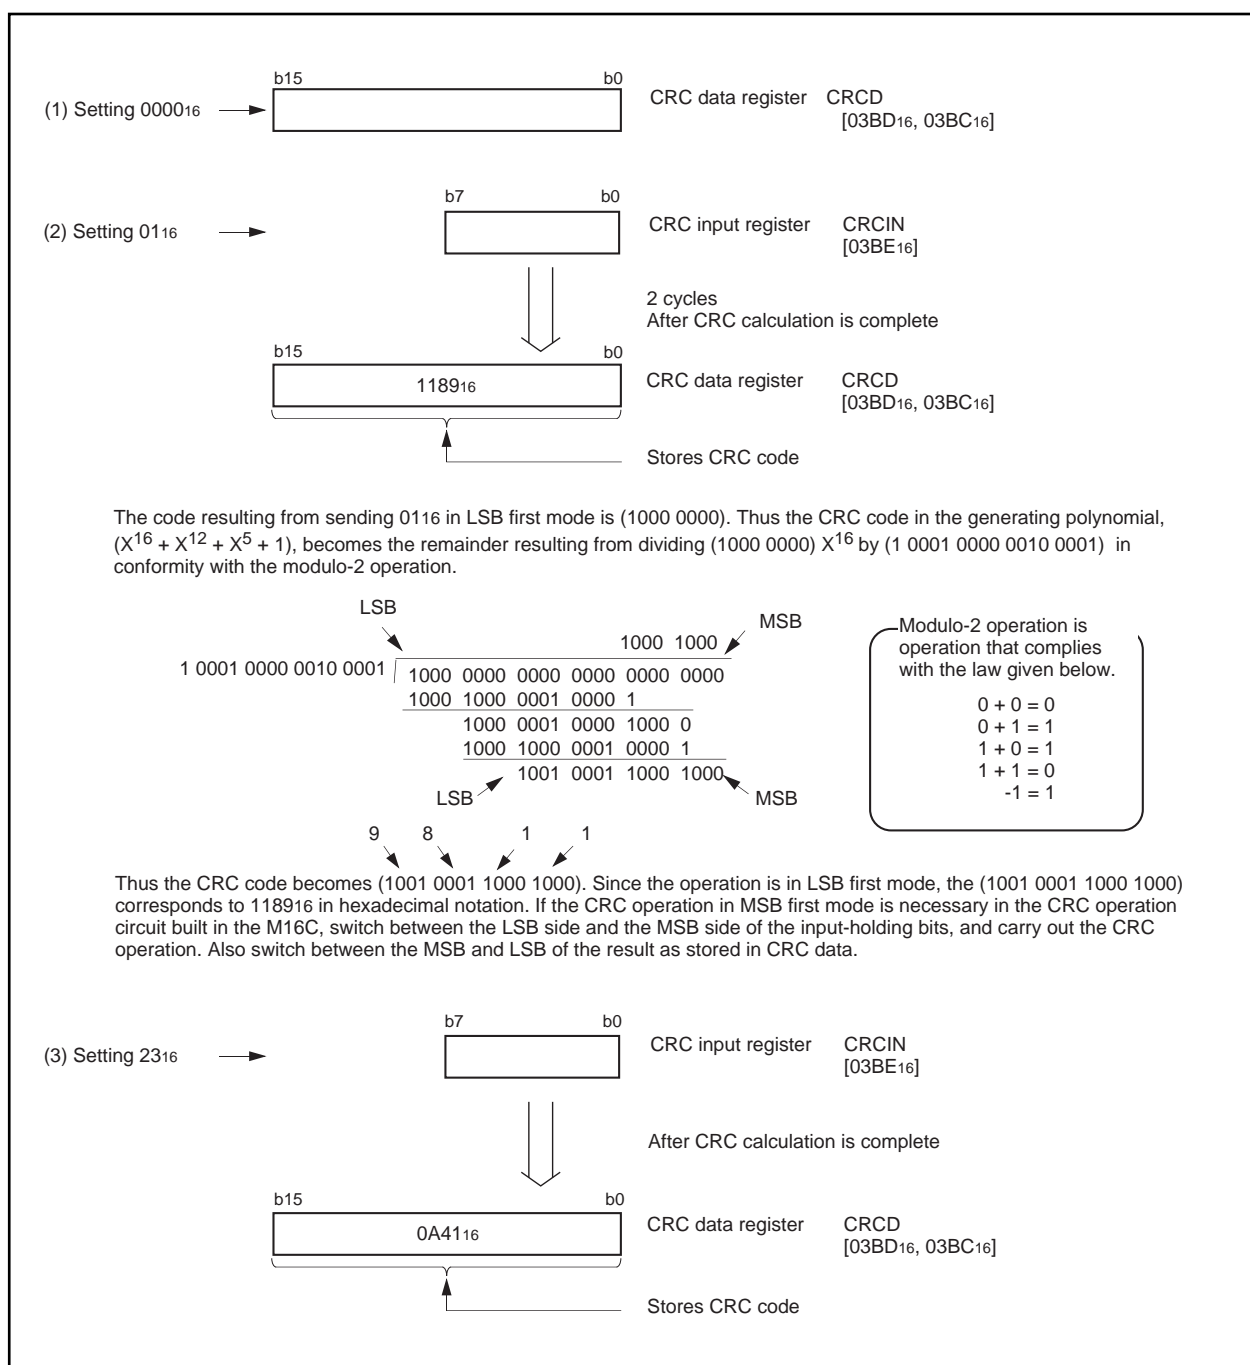 b15 b0
(1) Setting 0000₁₆ CRC data register CRCD
[03BD₁₆, 03BC₁₆]
b7 b0
(2) Setting 01₁₆ CRC input register CRCIN
[03BE₁₆]
2 cycles
After CRC calculation is complete
b15 b0
1189₁₆ CRC data register CRCD
[03BD₁₆, 03BC₁₆]
Stores CRC code
The code resulting from sending 01₁₆ in LSB first mode is (1000 0000). Thus the CRC code in the generating polynomial,
(X¹⁶ + X¹² + X⁵ + 1), becomes the remainder resulting from dividing (1000 0000) X¹⁶ by (1 0001 0000 0010 0001) in
conformity with the modulo-2 operation.
LSB MSB
1000 1000
1 0001 0000 0010 0001 1000 0000 0000 0000 0000 0000
1000 1000 0001 0000 1
1000 0001 0000 1000 0
1000 1000 0001 0000 1
1001 0001 1000 1000
LSB MSB
Modulo-2 operation is
operation that complies
with the law given below.
0 + 0 = 0
0 + 1 = 1
1 + 0 = 1
1 + 1 = 0
-1 = 1
9 8 1 1
Thus the CRC code becomes (1001 0001 1000 1000). Since the operation is in LSB first mode, the (1001 0001 1000 1000)
corresponds to 1189₁₆ in hexadecimal notation. If the CRC operation in MSB first mode is necessary in the CRC operation
circuit built in the M16C, switch between the LSB side and the MSB side of the input-holding bits, and carry out the CRC
operation. Also switch between the MSB and LSB of the result as stored in CRC data.
b7 b0
(3) Setting 23₁₆ CRC input register CRCIN
[03BE₁₆]
After CRC calculation is complete
b15 b0
0A41₁₆ CRC data register CRCD
[03BD₁₆, 03BC₁₆]
Stores CRC code